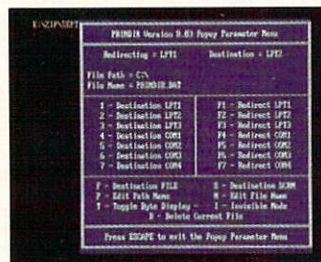 PRINDIR Version 9.03 Popup Parameter Menu
Redirecting = LPT1 Destination = LPT2
File Path = C:\
File Name = PRINDIR.DAT
1 - Destination LPT1 F1 - Redirect LPT1
2 - Destination LPT2 F2 - Redirect LPT2
3 - Destination LPT3 F3 - Redirect LPT3
4 - Destination COM1 F4 - Redirect COM1
5 - Destination COM2 F5 - Redirect COM2
6 - Destination COM3 F6 - Redirect COM3
7 - Destination COM4 F7 - Redirect COM4
F - Destination FILE S - Destination SCRN
P - Edit Path Name N - Edit File Name
T - Toggle Byte Display - I - Invisible Mode
D - Delete Current File
Press ESCAPE to exit the Popup Parameter Menu